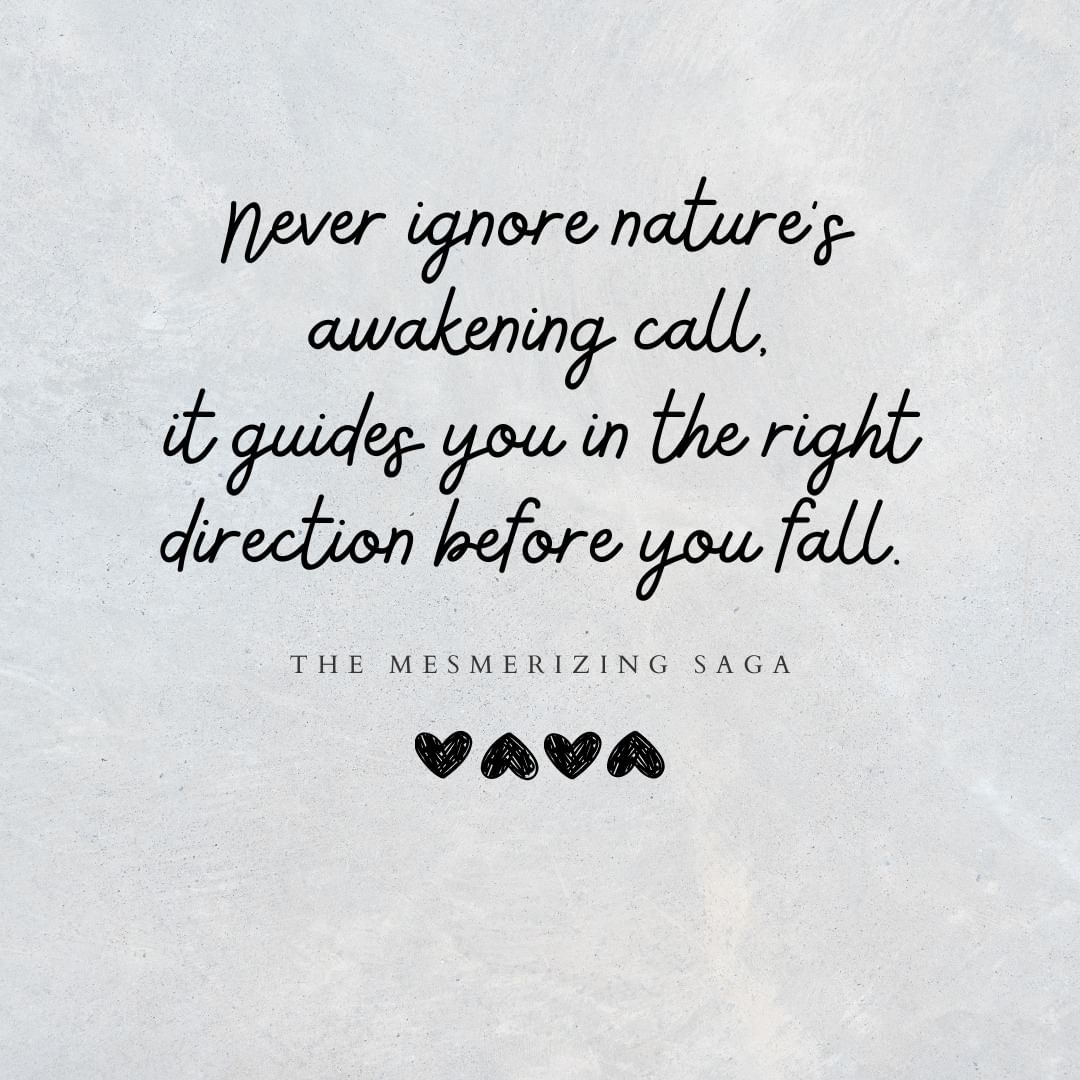 Never ignore nature's
awakening call,
it guides you in the right
direction before you fall.
THE MESMERIZING SAGA